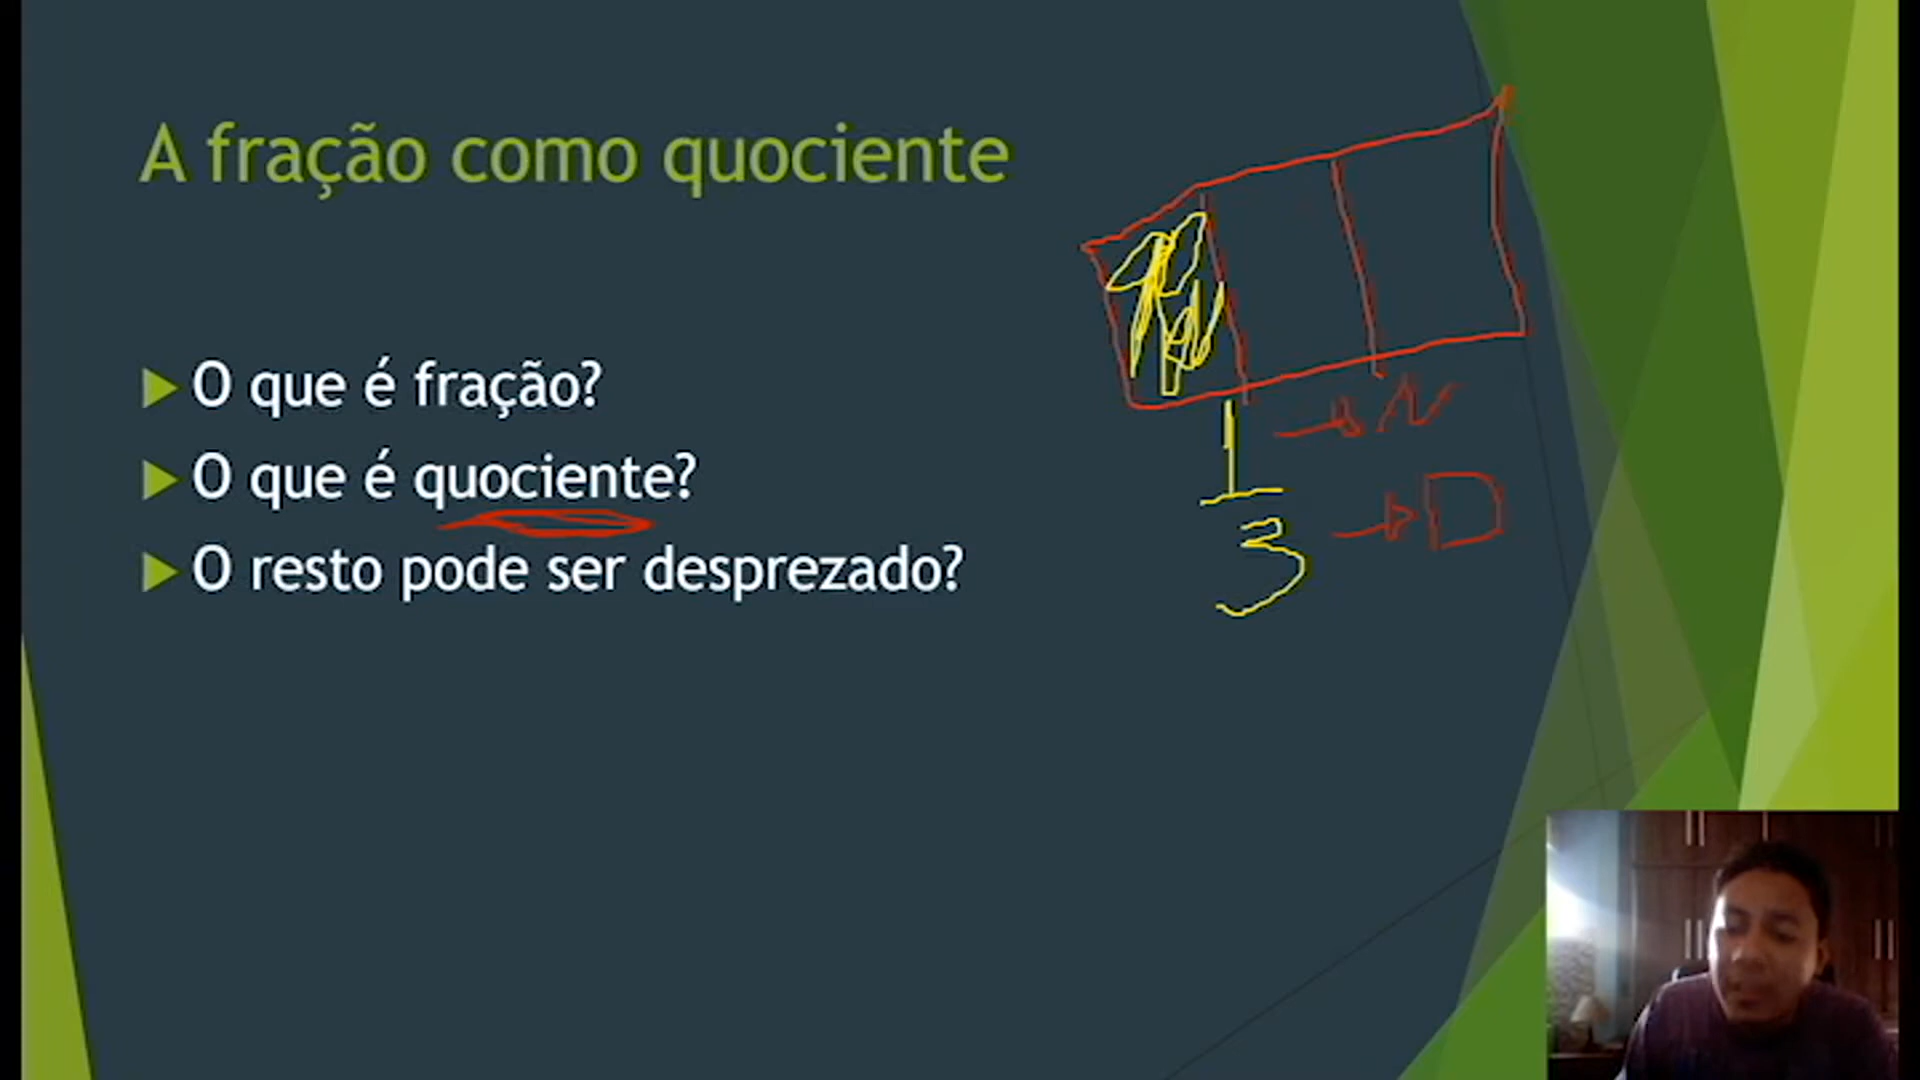 A fração como quociente
O que é fração?
O que é quociente?
O resto pode ser desprezado?
1 → N
3 → D